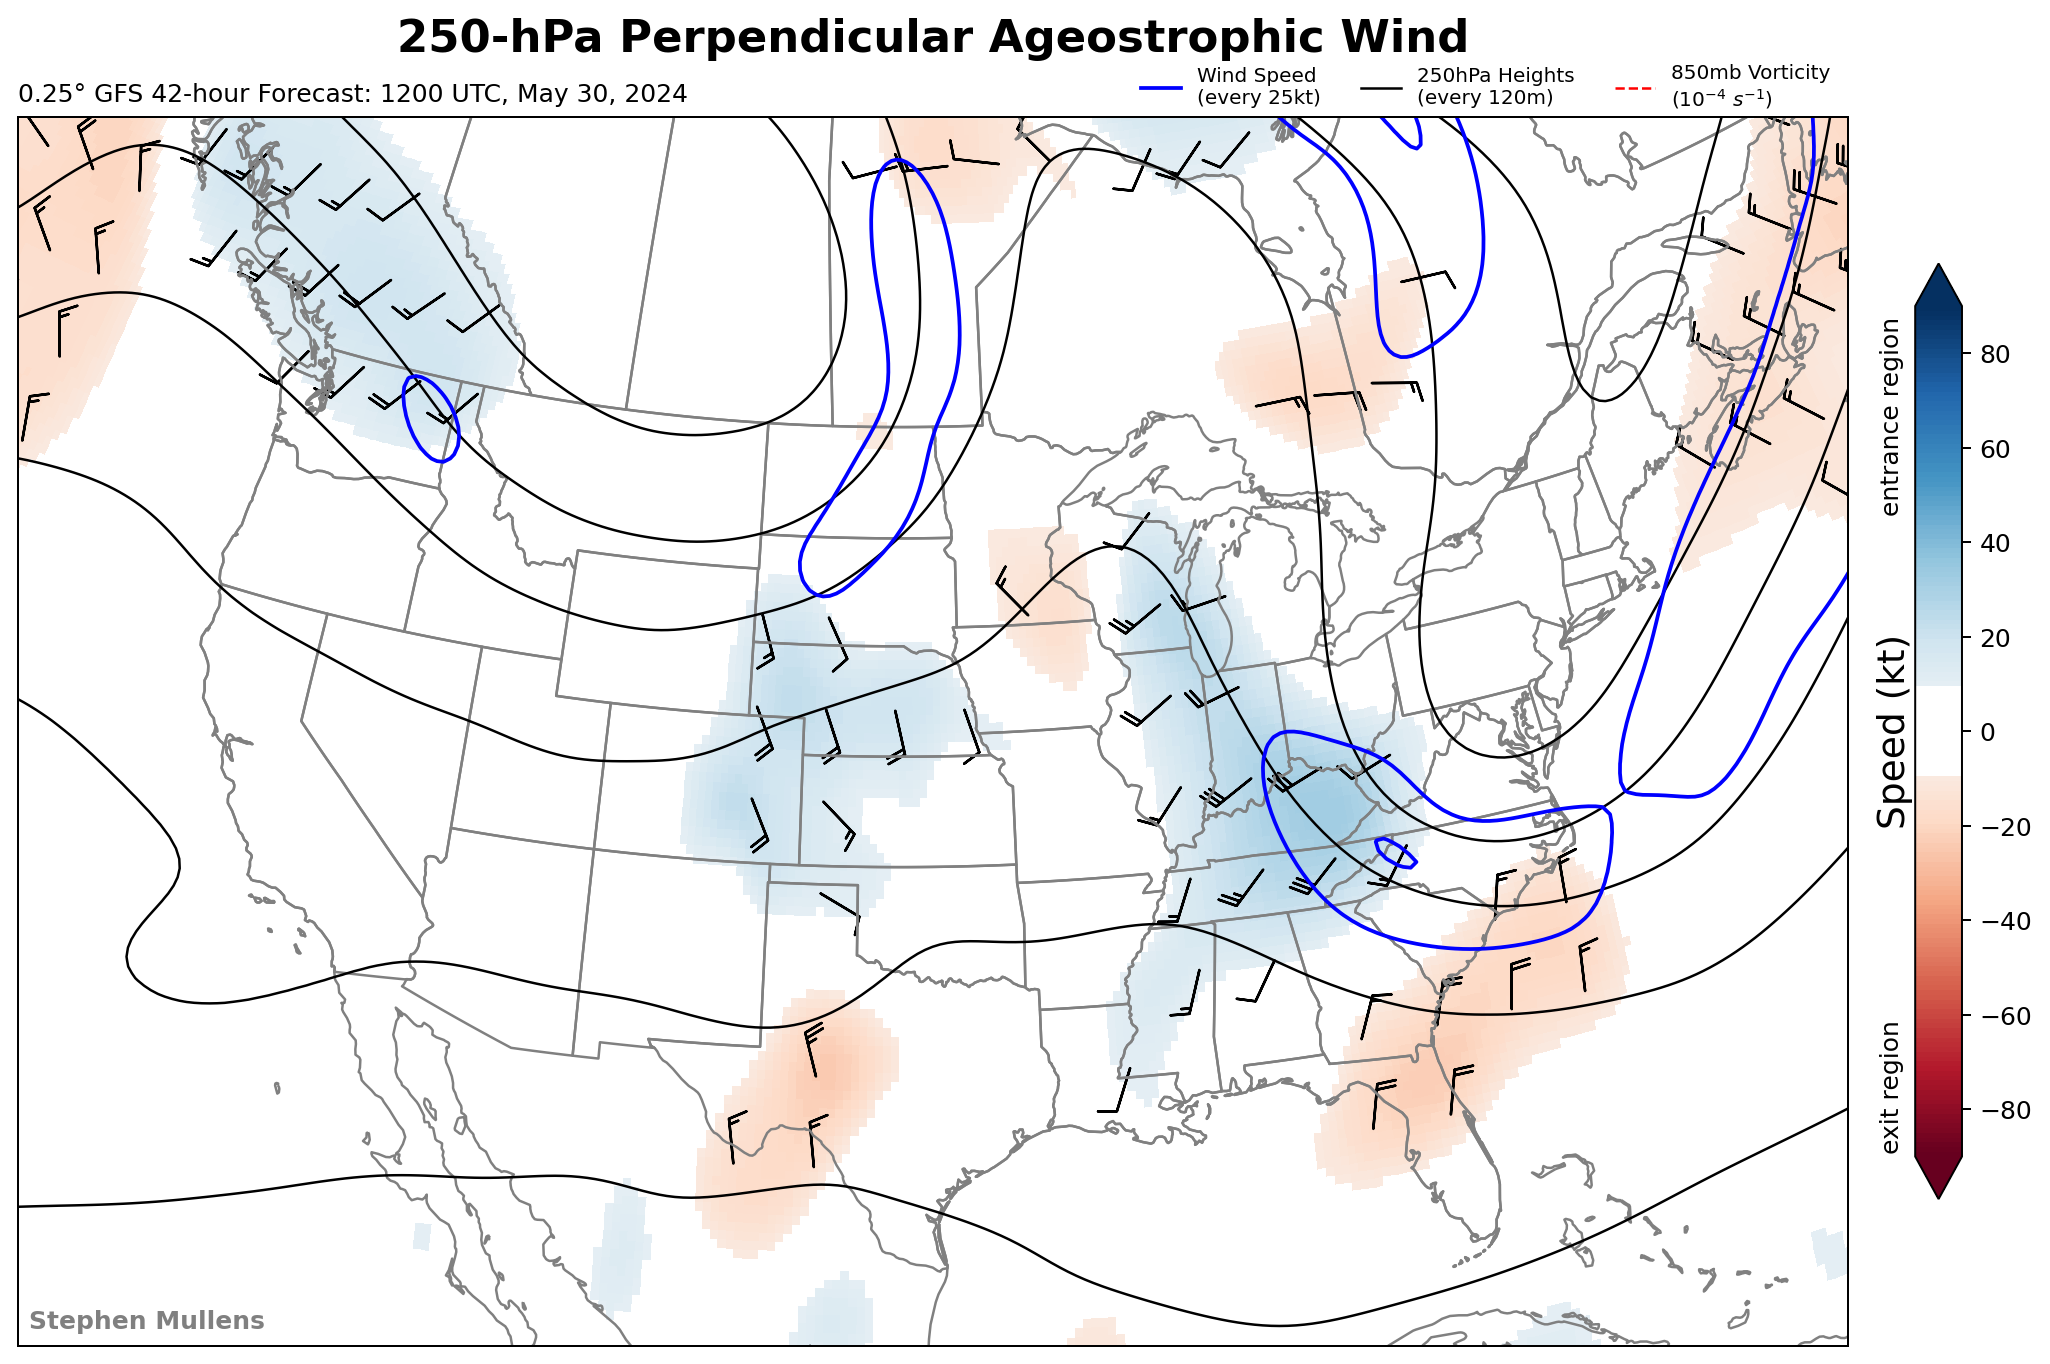 250-hPa Perpendicular Ageostrophic Wind
0.25° GFS 42-hour Forecast: 1200 UTC, May 30, 2024
Wind Speed
(every 25kt)
250hPa Heights
(every 120m)
850mb Vorticity
(10⁻⁴ s⁻¹)
entrance region
Speed (kt)
exit region
80
60
40
20
0
−20
−40
−60
−80
Stephen Mullens